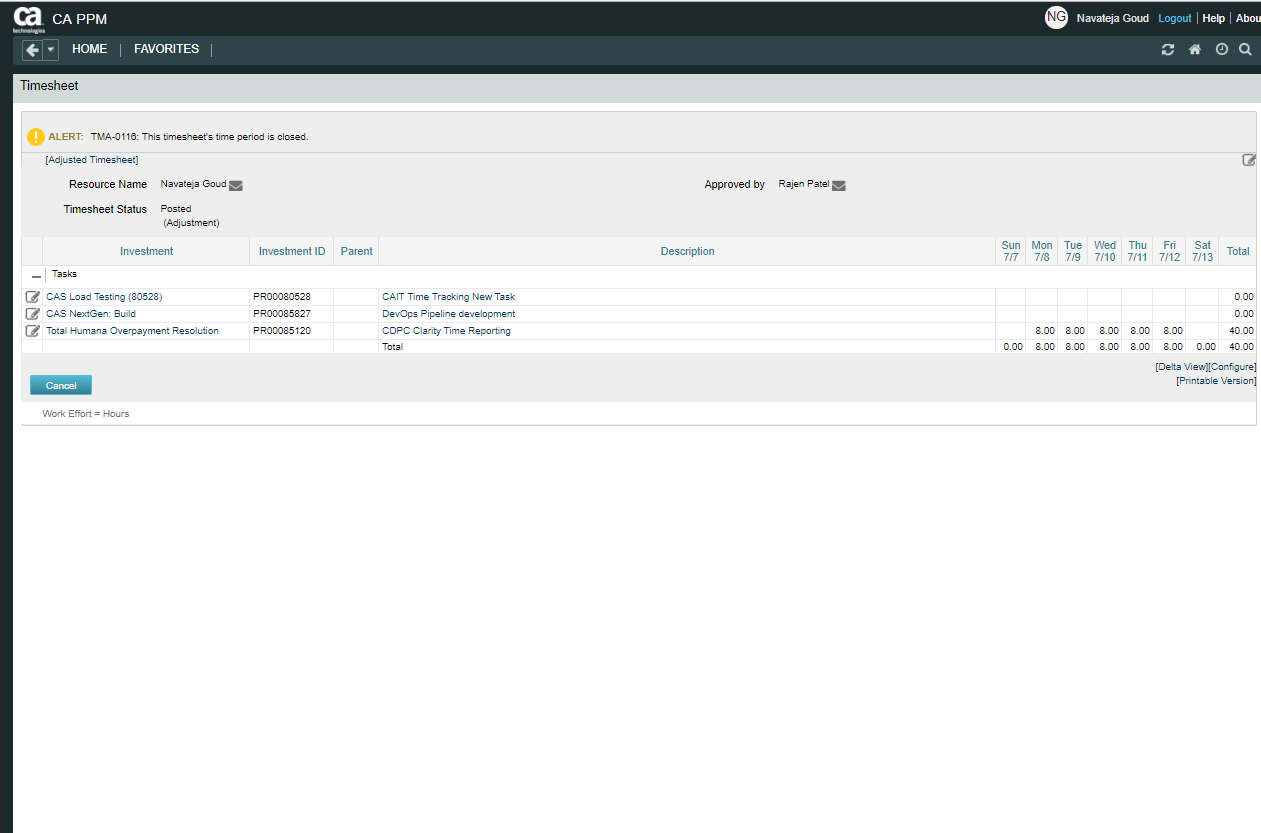 ca CA PPM NG Navateja Goud Logout Help Abou
technologies
HOME FAVORITES
Timesheet
ALERT: TMA-0116: This timesheet's time period is closed.
[Adjusted Timesheet]
Resource Name Navateja Goud Approved by Rajen Patel
Timesheet Status Posted
(Adjustment)
Investment Investment ID Parent Description Sun 7/7 Mon 7/8 Tue 7/9 Wed 7/10 Thu 7/11 Fri 7/12 Sat 7/13 Total
Tasks
CAS Load Testing (80528) PR00080528 CAIT Time Tracking New Task 0.00
CAS NextGen: Build PR00085827 DevOps Pipeline development 0.00
Total Humana Overpayment Resolution PR00085120 CDPC Clarity Time Reporting 8.00 8.00 8.00 8.00 8.00 40.00
Total 0.00 8.00 8.00 8.00 8.00 8.00 0.00 40.00
[Delta View][Configure]
[Printable Version]
Cancel
Work Effort = Hours